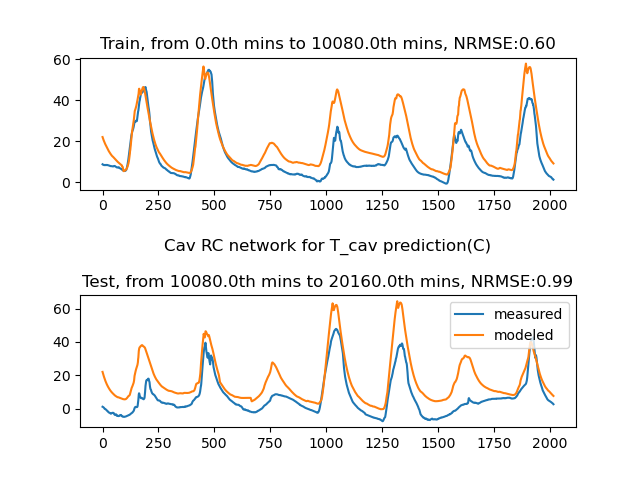 Train, from 0.0th mins to 10080.0th mins, NRMSE:0.60
60
40
20
0
0 250 500 750 1000 1250 1500 1750 2000
Cav RC network for T_cav prediction(C)
Test, from 10080.0th mins to 20160.0th mins, NRMSE:0.99
measured
modeled
60
40
20
0
0 250 500 750 1000 1250 1500 1750 2000